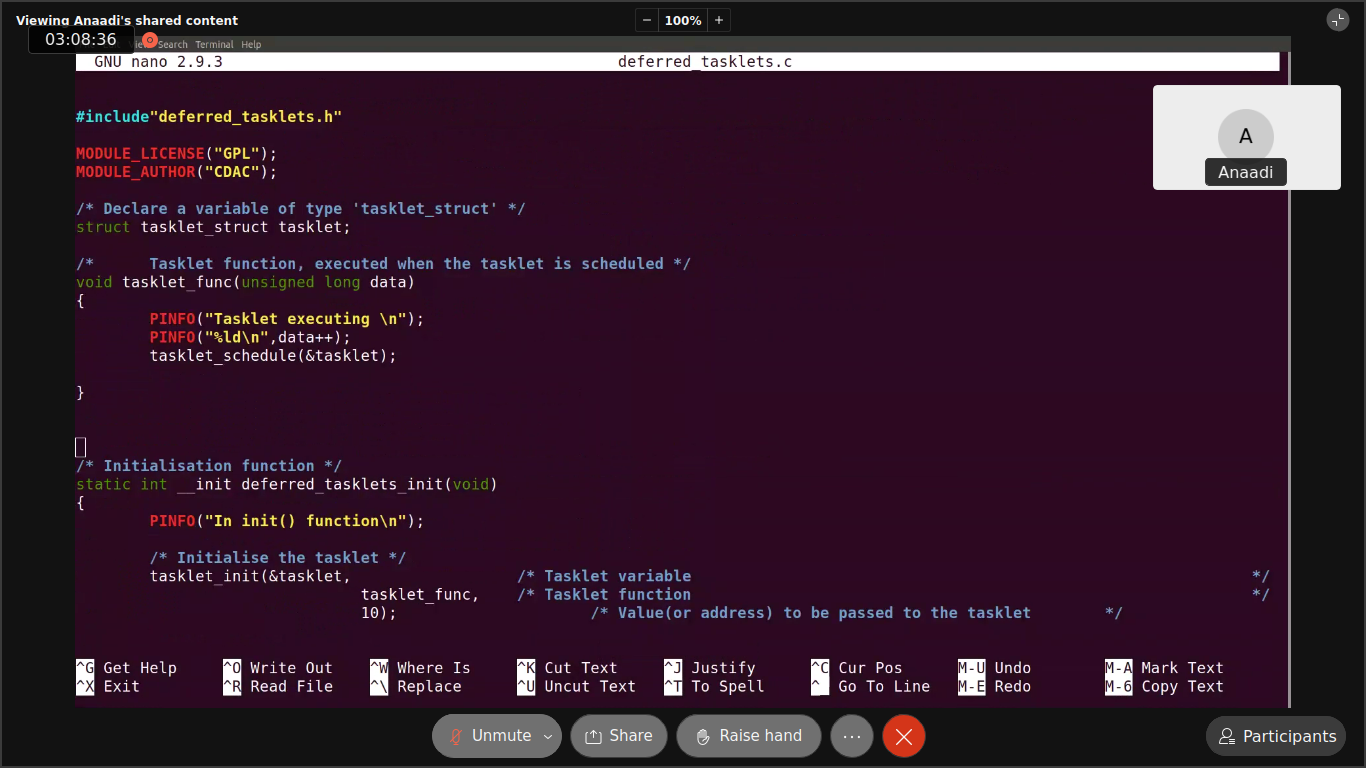 Viewing Anaadi's shared content
− 100% +
03:08:36
Search Terminal Help
GNU nano 2.9.3 deferred_tasklets.c
#include"deferred_tasklets.h"
MODULE_LICENSE("GPL");
MODULE_AUTHOR("CDAC");
A
Anaadi
/* Declare a variable of type 'tasklet_struct' */
struct tasklet_struct tasklet;
/* Tasklet function, executed when the tasklet is scheduled */
void tasklet_func(unsigned long data)
{
PINFO("Tasklet executing \n");
PINFO("%ld\n",data++);
tasklet_schedule(&tasklet);
}
/* Initialisation function */
static int __init deferred_tasklets_init(void)
{
PINFO("In init() function\n");
/* Initialise the tasklet */
tasklet_init(&tasklet, /* Tasklet variable */
tasklet_func, /* Tasklet function */
10); /* Value(or address) to be passed to the tasklet */
^G Get Help ^O Write Out ^W Where Is ^K Cut Text ^J Justify ^C Cur Pos M-U Undo M-A Mark Text
^X Exit ^R Read File ^\ Replace ^U Uncut Text ^T To Spell ^_ Go To Line M-E Redo M-6 Copy Text
Unmute Share Raise hand ... Participants